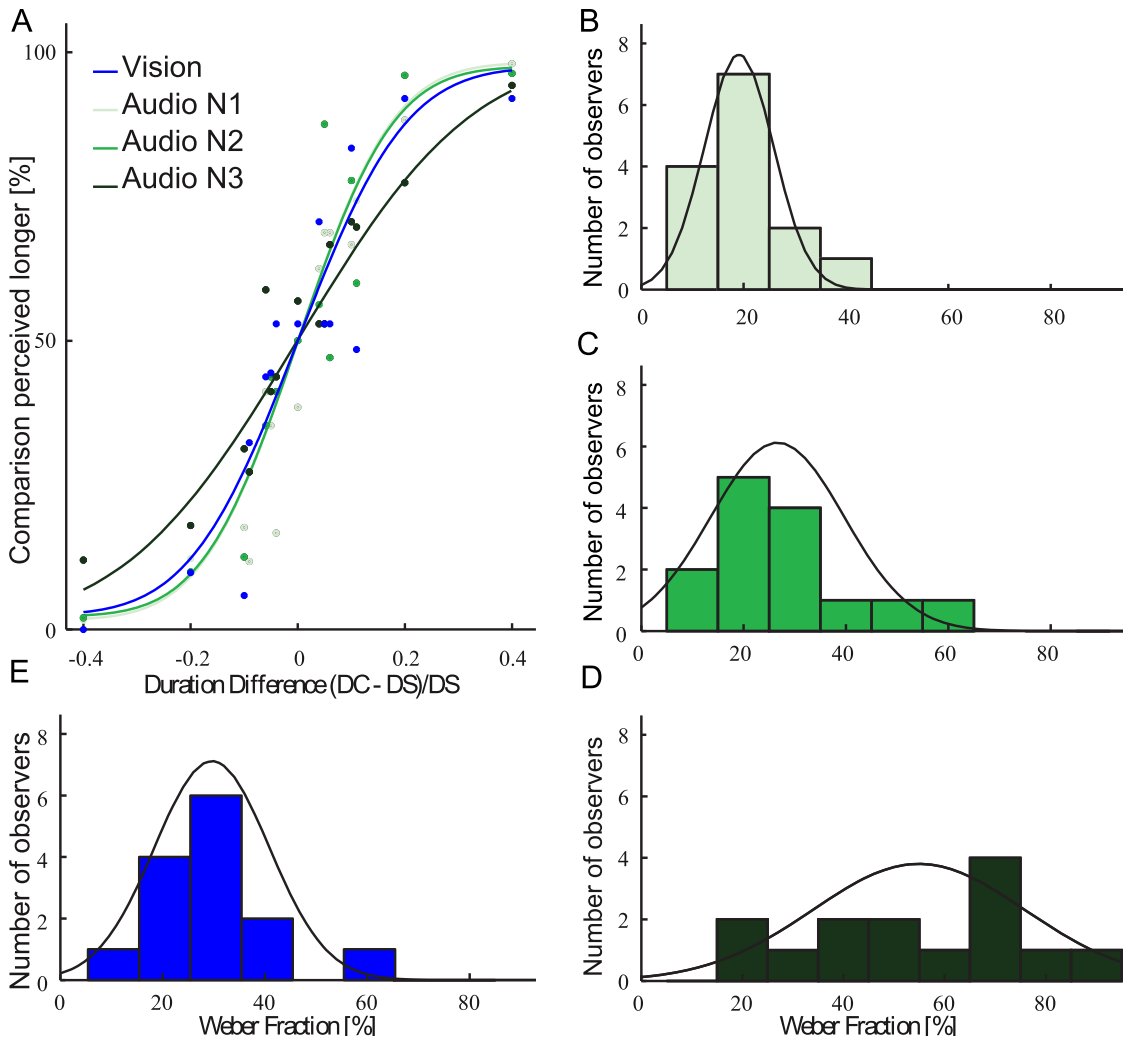 A
100
50
0
Comparison perceived longer [%]
Vision
Audio N1
Audio N2
Audio N3
-0.4
-0.2
0
0.2
0.4
Duration Difference (DC - DS)/DS
B
Number of observers
8
6
4
2
0
0
20
40
60
80
C
Number of observers
8
6
4
2
0
0
20
40
60
80
E
Number of observers
8
6
4
2
0
0
20
40
60
80
Weber Fraction [%]
D
Number of observers
8
6
4
2
0
0
20
40
60
80
Weber Fraction [%]